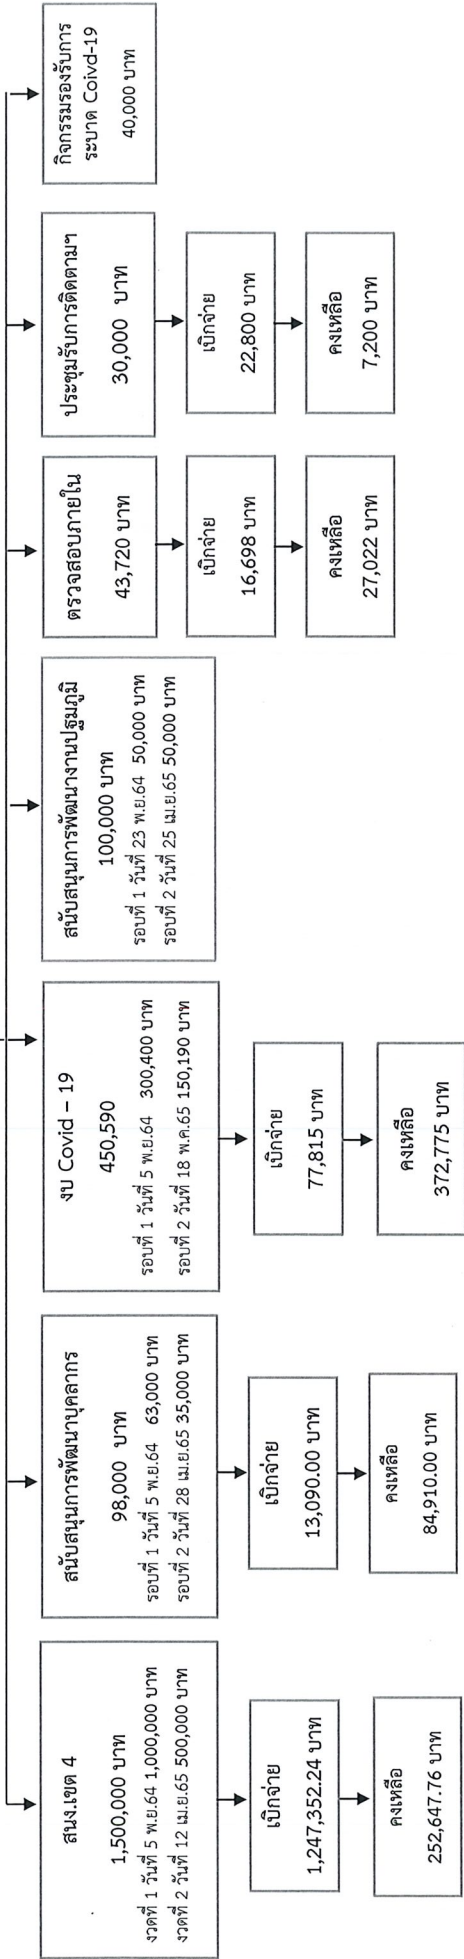 สนง.เขต 4
1,500,000 บาท
งวดที่ 1 วันที่ 5 พ.ย.64 1,000,000 บาท
งวดที่ 2 วันที่ 12 เม.ย.65 500,000 บาท
เบิกจ่าย
1,247,352.24 บาท
คงเหลือ
252,647.76 บาท
สนับสนุนการพัฒนาบุคลากร
98,000 บาท
รอบที่ 1 วันที่ 5 พ.ย.64 63,000 บาท
รอบที่ 2 วันที่ 28 เม.ย.65 35,000 บาท
เบิกจ่าย
13,090.00 บาท
คงเหลือ
84,910.00 บาท
งบ Covid – 19
450,590
รอบที่ 1 วันที่ 5 พ.ย.64 300,400 บาท
รอบที่ 2 วันที่ 18 พ.ค.65 150,190 บาท
เบิกจ่าย
77,815 บาท
คงเหลือ
372,775 บาท
สนับสนุนการพัฒนางานปฐมภูมิ
100,000 บาท
รอบที่ 1 วันที่ 23 พ.ย.64 50,000 บาท
รอบที่ 2 วันที่ 25 เม.ย.65 50,000 บาท
ตรวจสอบภายใน
43,720 บาท
เบิกจ่าย
16,698 บาท
คงเหลือ
27,022 บาท
ประชุมรับการติดตามฯ
30,000 บาท
เบิกจ่าย
22,800 บาท
คงเหลือ
7,200 บาท
กิจกรรมรองรับการ
ระบาด Coivd-19
40,000 บาท